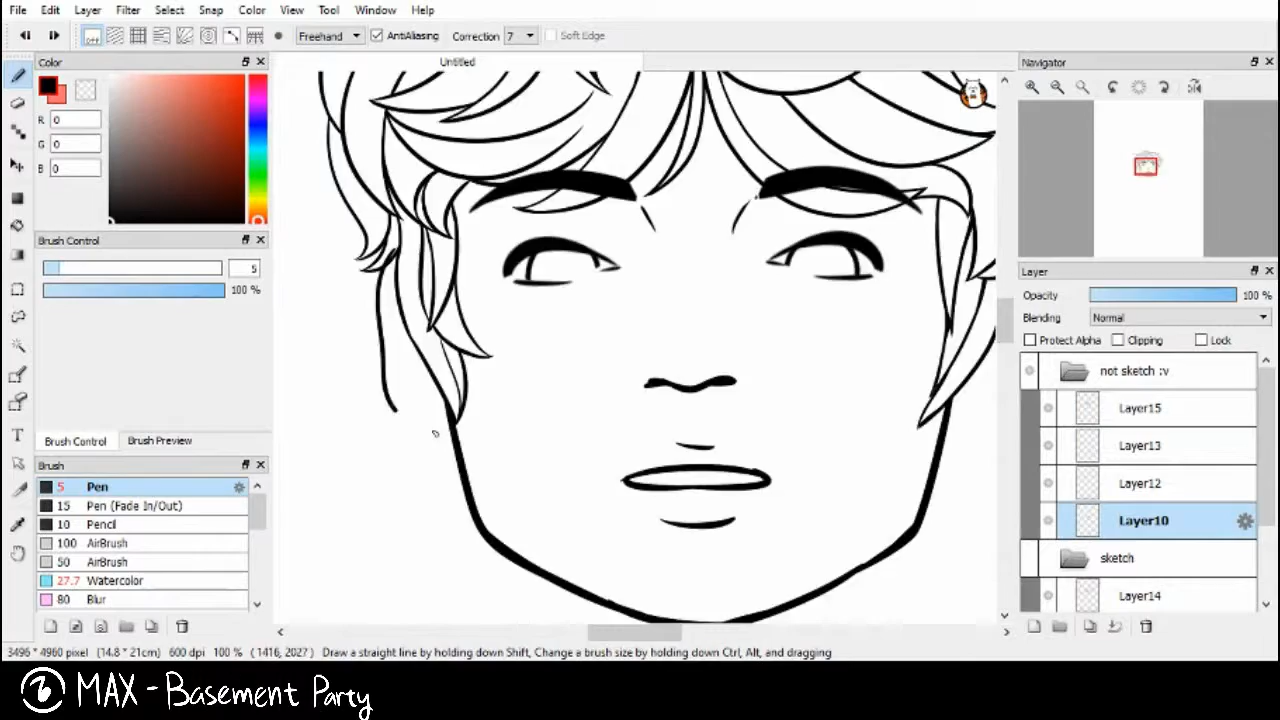 File Edit Layer Filter Select Snap Color View Tool Window Help
Freehand AntiAliasing Correction 7 Soft Edge
Color
Untitled
Navigator
R 0
G 0
B 0
Brush Control
5
100 %
Brush Control Brush Preview
Brush
5 Pen
15 Pen (Fade In/Out)
10 Pencil
100 AirBrush
50 AirBrush
27.7 Watercolor
80 Blur
Layer
Opacity 100 %
Blending Normal
Protect Alpha Clipping Lock
not sketch :v
Layer15
Layer13
Layer12
Layer10
sketch
Layer14
3496 * 4960 pixel (14.8 * 21cm) 600 dpi 100 % ( 1416, 2027 ) Draw a straight line by holding down Shift, Change a brush size by holding down Ctrl, Alt, and dragging
MAX - Basement Party